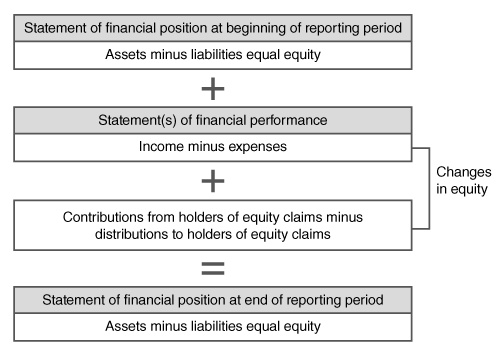 Statement of financial position at beginning of reporting period
Assets minus liabilities equal equity
+
Statement(s) of financial performance
Income minus expenses
Changes
in equity
+
Contributions from holders of equity claims minus
distributions to holders of equity claims
=
Statement of financial position at end of reporting period
Assets minus liabilities equal equity